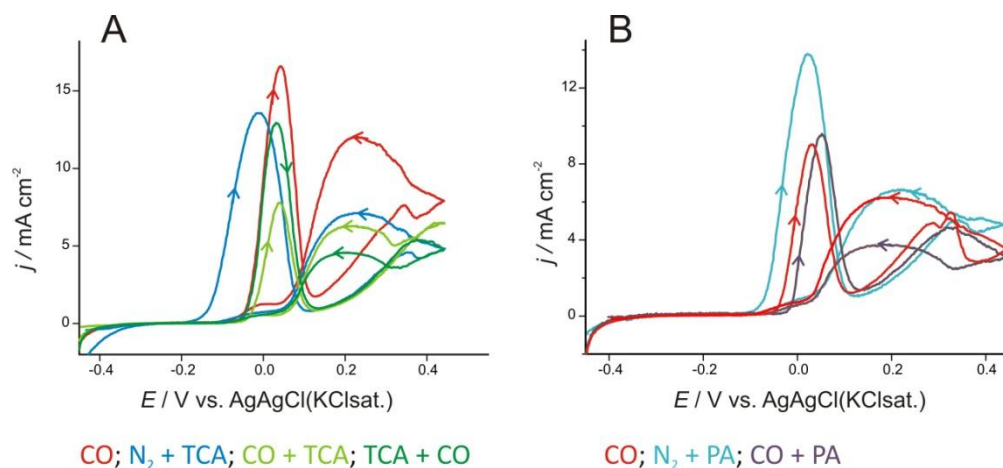 A
B
j / mA cm⁻²
15
10
5
0
-0.4
-0.2
0.0
0.2
0.4
E / V vs. AgAgCl(KClsat.)
CO; N₂ + TCA; CO + TCA; TCA + CO
j / mA cm⁻²
12
8
4
0
-0.4
-0.2
0.0
0.2
0.4
E / V vs. AgAgCl(KClsat.)
CO; N₂ + PA; CO + PA